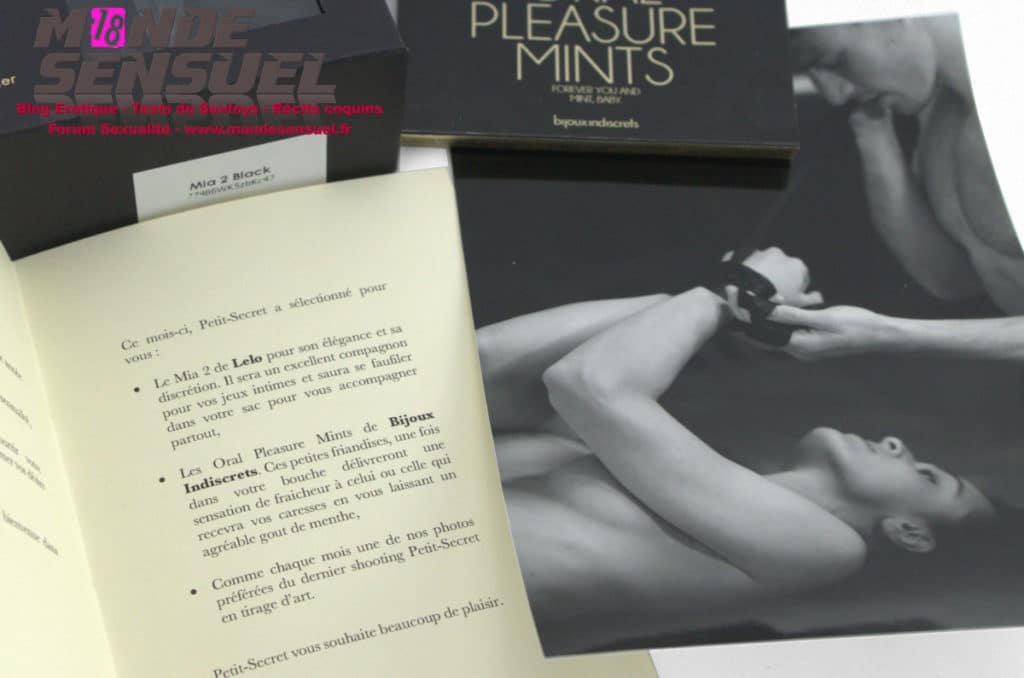 M18NDE
SENSUEL
Blog Erotique - Tests de Sextoys - Récits coquins
Forum Sexualité - www.mondesensuel.fr
PLEASURE
MINTS
FOREVER YOU AND
MINT, BABY.
bijoux indiscrets
Mia 2 Black
Ce mois-ci, Petit-Secret a sélectionné pour
vous :
• Le Mia 2 de Lelo pour son élégance et sa
discrétion. Il sera un excellent compagnon
pour vos jeux intimes et saura se faufiler
dans votre sac pour vous accompagner
partout,
• Les Oral Pleasure Mints de Bijoux
Indiscrets. Ces petites friandises, une fois
dans votre bouche délivreront une
sensation de fraicheur à celui ou celle qui
recevra vos caresses en vous laissant un
agréable gout de menthe,
• Comme chaque mois une de nos photos
préférées du dernier shooting Petit-Secret
en tirage d'art.
Petit-Secret vous souhaite beaucoup de plaisir.
bienvenue dans